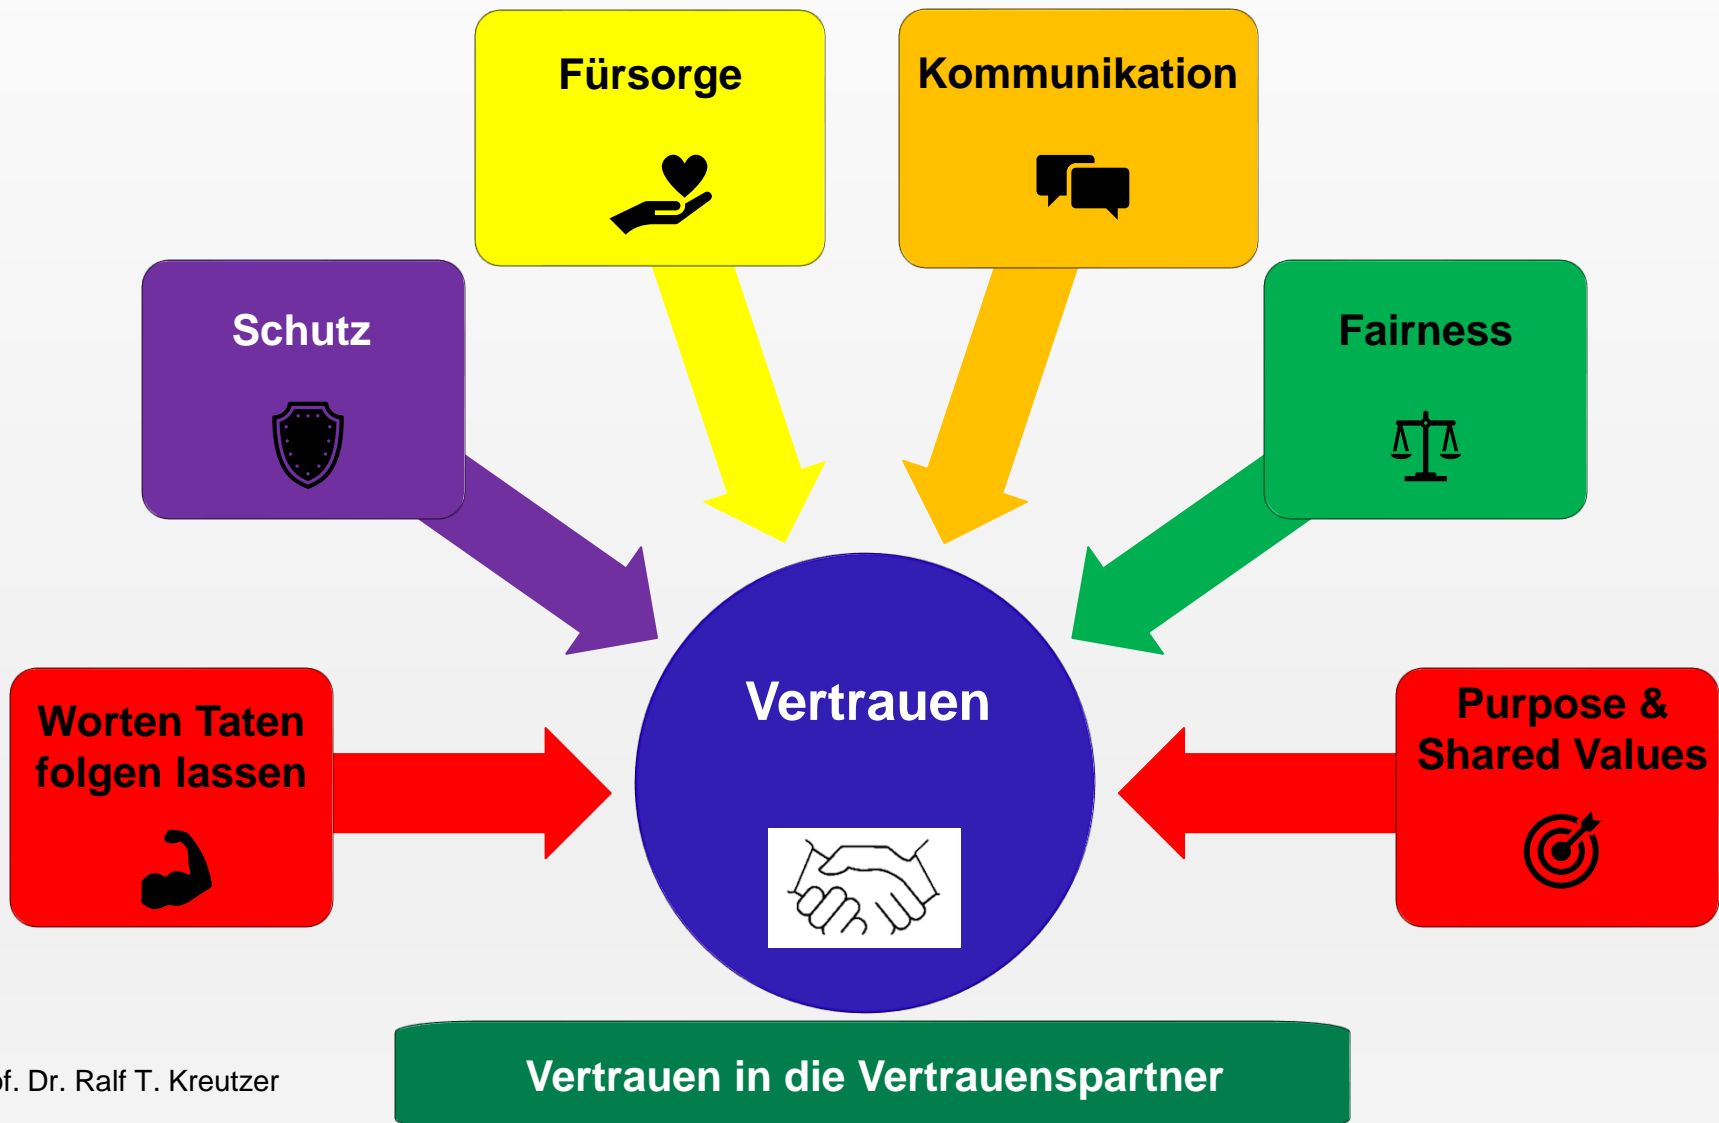 Fürsorge
Kommunikation
Schutz
Fairness
Worten Taten
folgen lassen
Vertrauen
Purpose &
Shared Values
Vertrauen in die Vertrauenspartner
Dr. Ralf T. Kreutzer